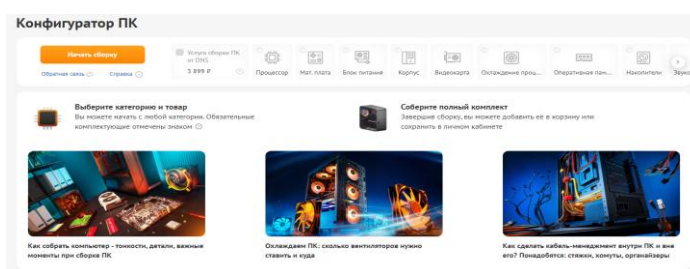 Конфигуратор ПК
Начать сборку
Обратная связь
Справка
Услуги сборки ПК
от DNS
3 899 ₽
Процессор
Мат. плата
Блок питания
Корпус
Видеокарта
Охлаждение проц...
Оперативная пам...
Накопители
Звуко
Выберите категорию и товар
Вы можете начать с любой категории. Обязательные
комплектующие отмечены знаком
Соберите полный комплект
Завершив сборку, вы можете добавить её в корзину или
сохранить в личном кабинете
Как собрать компьютер - тонкости, детали, важные
моменты при сборке ПК
Охлаждаем ПК: сколько вентиляторов нужно
ставить и куда
Как сделать кабель-менеджмент внутри ПК и вне
его? Понадобятся: стяжки, хомуты, органайзеры